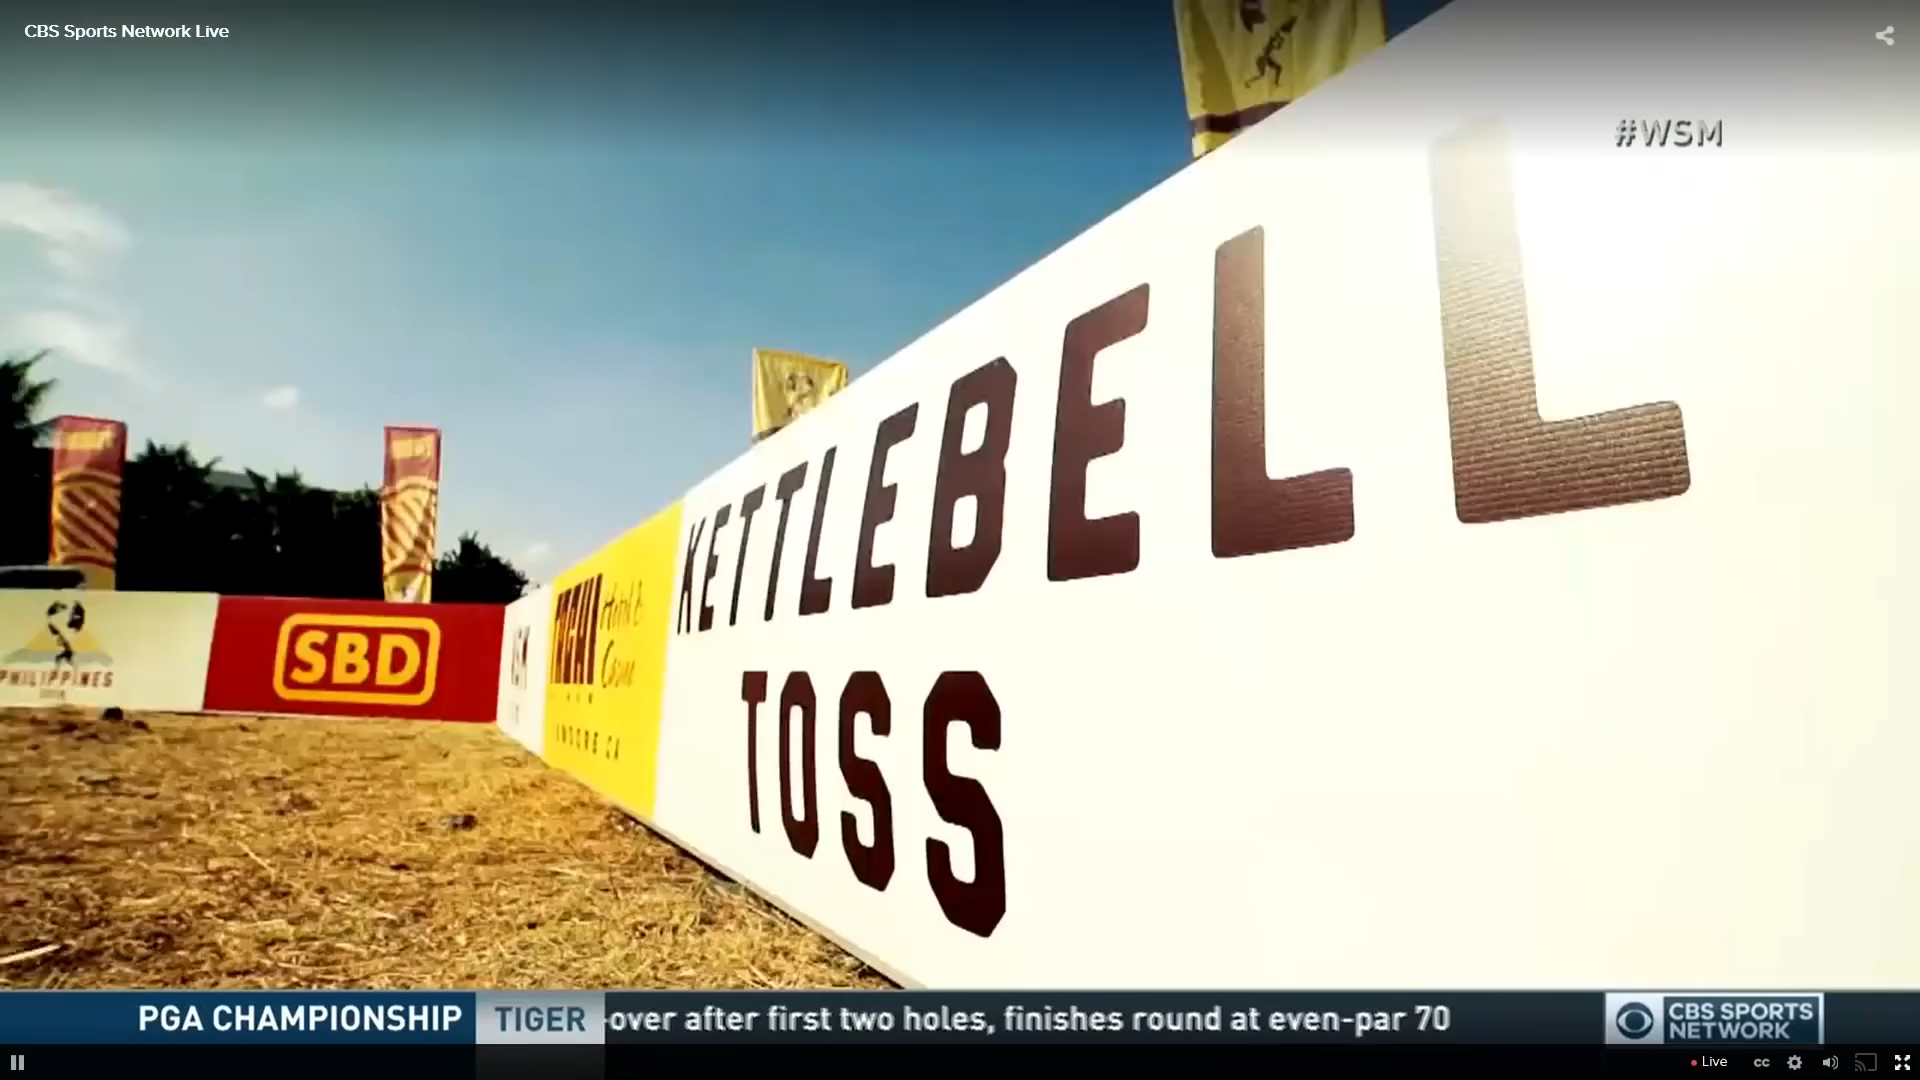 CBS Sports Network Live
#WSM
KETTLEBELL
TOSS
SBD
PHILIPPINES
PGA CHAMPIONSHIP
TIGER
-over after first two holes, finishes round at even-par 70
CBS SPORTS
NETWORK
Live
CC